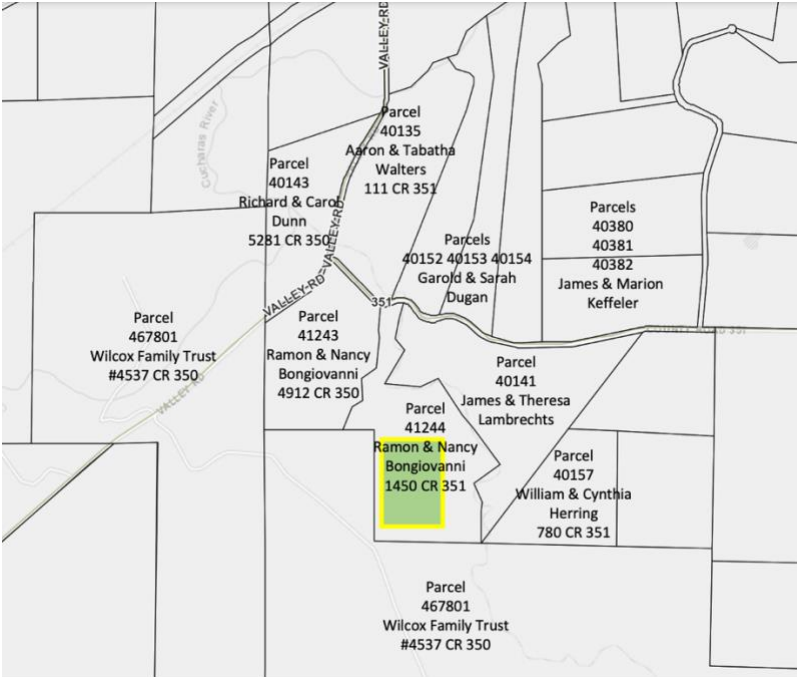 VALLEY RD
Cucharas River
Parcel
40135
Aaron & Tabatha
Walters
111 CR 351
Parcel
40143
Richard & Carol
Dunn
5281 CR 350
VALLEY-RD
VALLEY-RD
Parcels
40152 40153 40154
Garold & Sarah
Dugan
Parcels
40380
40381
40382
James & Marion
Keffeler
351
COUNTY ROAD 351
Parcel
467801
Wilcox Family Trust
#4537 CR 350
VALLEY RD
Parcel
41243
Ramon & Nancy
Bongiovanni
4912 CR 350
Parcel
40141
James & Theresa
Lambrechts
Parcel
41244
Ramon & Nancy
Bongiovanni
1450 CR 351
Parcel
40157
William & Cynthia
Herring
780 CR 351
Parcel
467801
Wilcox Family Trust
#4537 CR 350